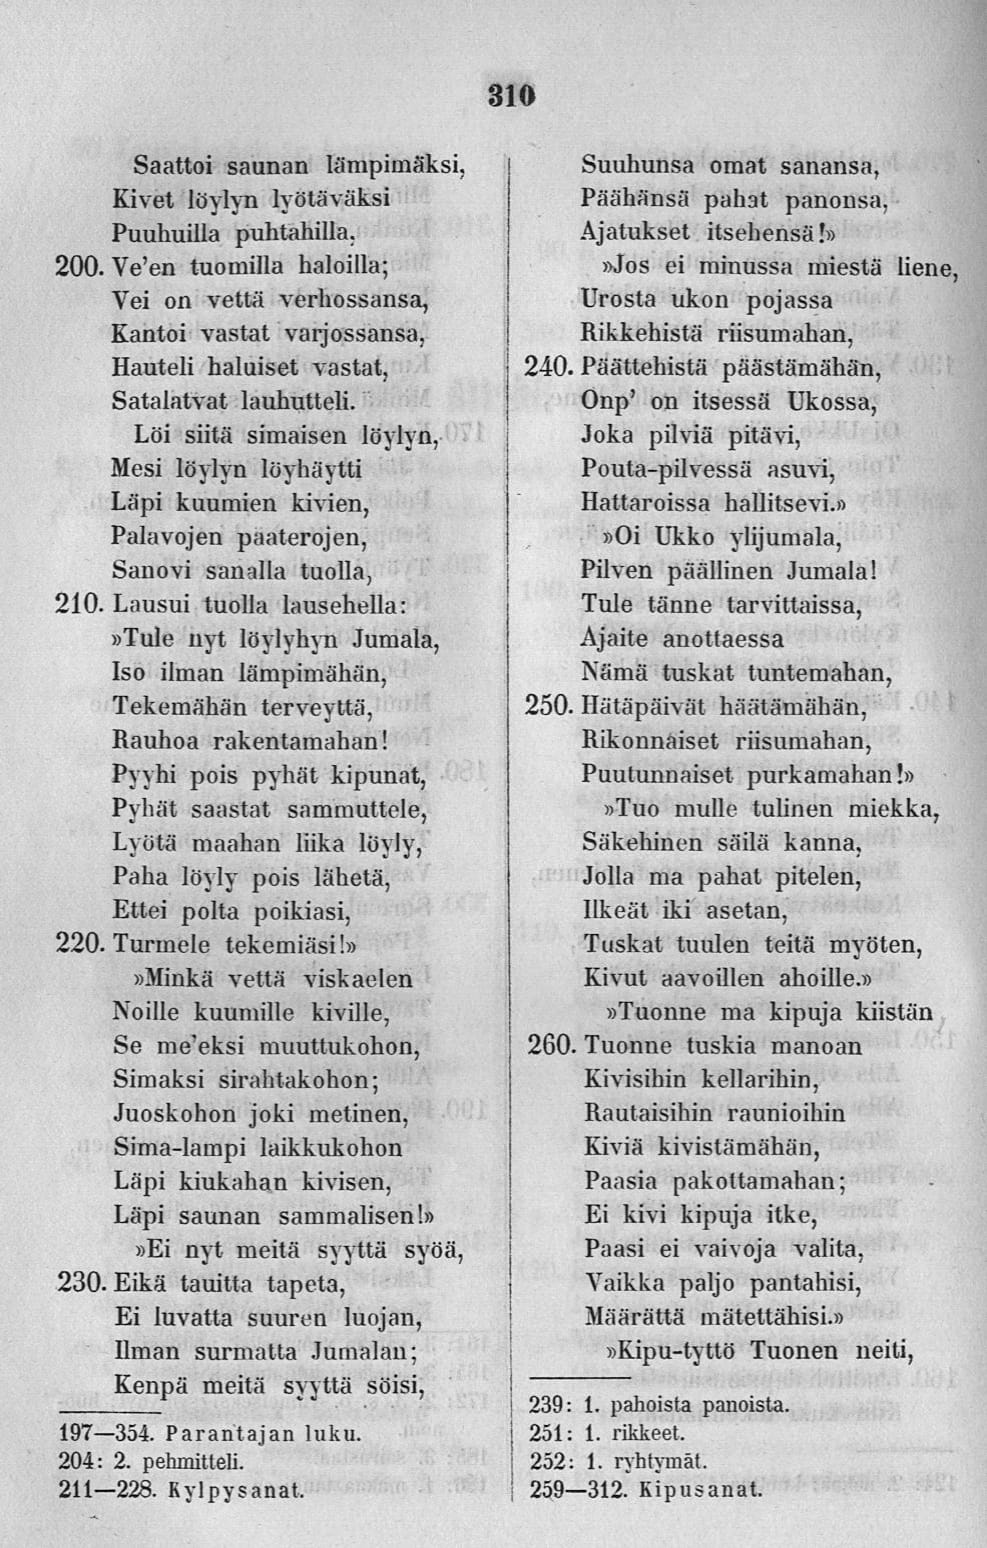 310
Saattoi saunan lämpimäksi,
Kivet löylyn lyötäväksi
Puuhuilla puhtahilla,
200. Ve'en tuomilla haloilla;
Vei on vettä verhossansa,
Kantoi vastat varjossansa,
Hauteli haluiset vastat,
Satalatvat lauhutteli.
Löi siitä simaisen löylyn,
Mesi löylyn löyhäytti
Läpi kuumien kivien,
Palavojen paaterojen,
Sanovi sanalla tuolla,
210. Lausui tuolla lausehella:
»Tule nyt löylyhyn Jumala,
Iso ilman lämpimähän,
Tekemähän terveyttä,
Rauhoa rakentamahan!
Pyyhi pois pyhät kipunat,
Pyhät saastat sammuttele,
Lyötä maahan liika löyly,
Paha löyly pois lähetä,
Ettei polta poikiasi,
220. Turmele tekemiäsi!»
»Minkä vettä viskaelen
Noille kuumille kiville,
Se me'eksi muuttukohon,
Simaksi sirahtakohon;
Juoskohon joki metinen,
Sima-lampi laikkukohon
Läpi kiukahan kivisen,
Läpi saunan sammalisen!»
»Ei nyt meitä syyttä syöä,
230. Eikä tauitta tapeta,
Ei luvatta suuren luojan,
Ilman surmatta Jumalan;
Kenpä meitä syyttä söisi,
197—354. Parantajan luku.
204: 2. pehmitteli.
211—228. Kylpysanat.
Suuhunsa omat sanansa,
Päähänsä pahat panonsa,
Ajatukset itsehensä!»
»Jos ei minussa miestä liene,
Urosta ukon pojassa
Rikkehistä riisumahan,
240. Päättehistä päästämähän,
Onp' on itsessä Ukossa,
Joka pilviä pitävi,
Pouta-pilvessä asuvi,
Hattaroissa hallitsevi.»
»Oi Ukko ylijumala,
Pilven päällinen Jumala!
Tule tänne tarvittaissa,
Ajaite anottaessa
Nämä tuskat tuntemahan,
250. Hätäpäivät häätämähän,
Rikonnaiset riisumahan,
Puutunnaiset purkamahan!»
»Tuo mulle tulinen miekka,
Säkehinen säilä kanna,
Jolla ma pahat pitelen,
Ilkeät iki asetan,
Tuskat tuulen teitä myöten,
Kivut aavoillen ahoille.»
»Tuonne ma kipuja kiistän
260. Tuonne tuskia manoan
Kivisihin kellarihin,
Rautaisihin raunioihin
Kiviä kivistämähän,
Paasia pakottamahan;
Ei kivi kipuja itke,
Paasi ei vaivoja valita,
Vaikka paljo pantahisi,
Määrättä mätettähisi.»
»Kipu-tyttö Tuonen neiti,
239: 1. pahoista panoista.
251: 1. rikkeet.
252: 1. ryhtymät.
259—312. Kipusanat.